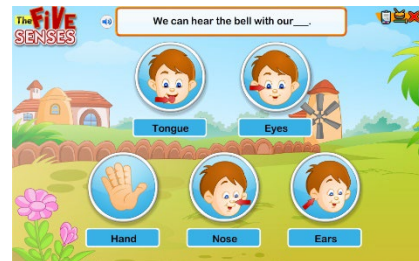 The FIVE
SENSES
We can hear the bell with our___.
Tongue
Eyes
Hand
Nose
Ears